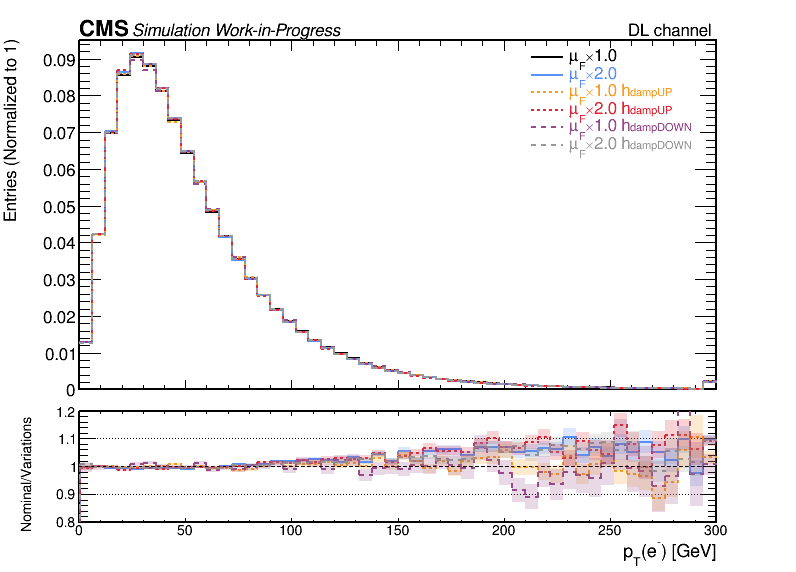 CMS Simulation Work-in-Progress DL channel
Entries (Normalized to 1)
0.09
0.08
0.07
0.06
0.05
0.04
0.03
0.02
0.01
0
μF×1.0
μF×2.0
μF×1.0 hdampUP
μF×2.0 hdampUP
μF×1.0 hdampDOWN
μF×2.0 hdampDOWN
Nominal/Variations
1.2
1.1
1
0.9
0.8
0 50 100 150 200 250 300
pT(e-) [GeV]